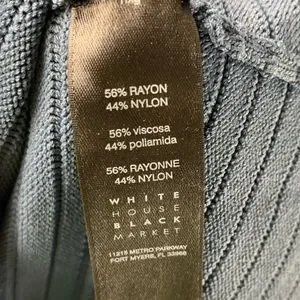 56% RAYON
44% NYLON
56% viscosa
44% poliamida
56% RAYONNE
44% NYLON
WHITE
HOUSE
BLACK
MARKET
11215 METRO PARKWAY
FORT MYERS, FL 33966